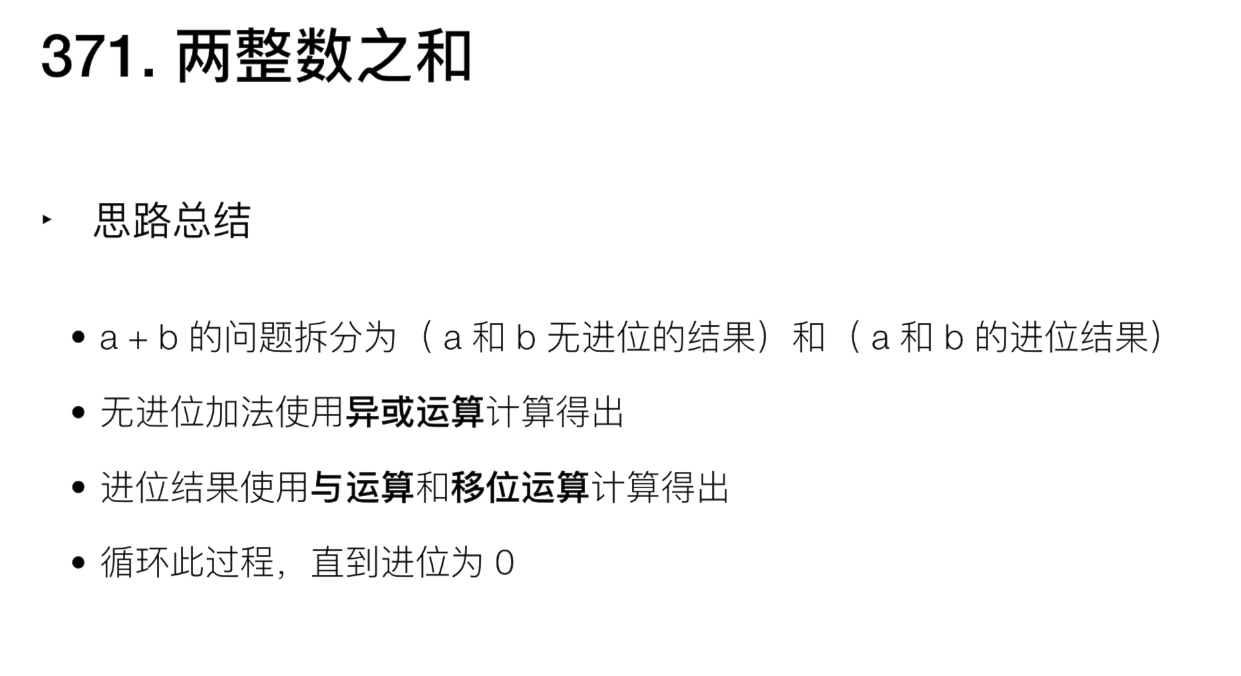 371. 两整数之和
‣ 思路总结
• a + b 的问题拆分为（ a 和 b 无进位的结果）和（ a 和 b 的进位结果）
• 无进位加法使用异或运算计算得出
• 进位结果使用与运算和移位运算计算得出
• 循环此过程，直到进位为 0